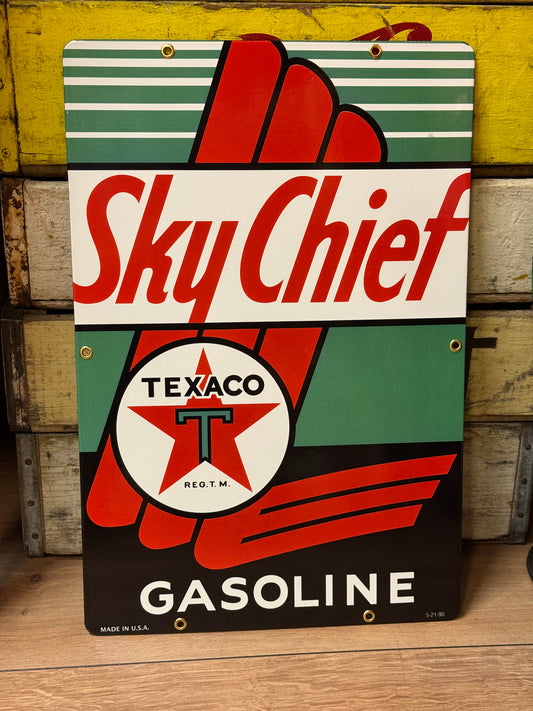 Sky Chief
TEXACO
T
REG. T. M.
GASOLINE
MADE IN U.S.A.
5-21-90